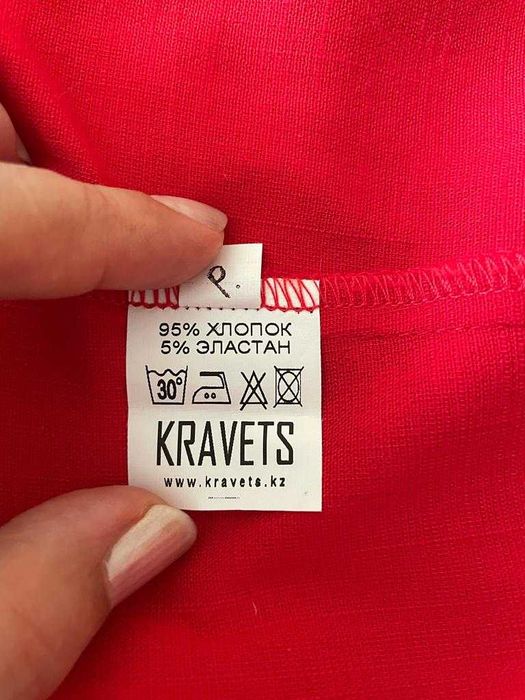 95% ХЛОПОК
5% ЭЛАСТАН
30°
KRAVETS
www.kravets.kz